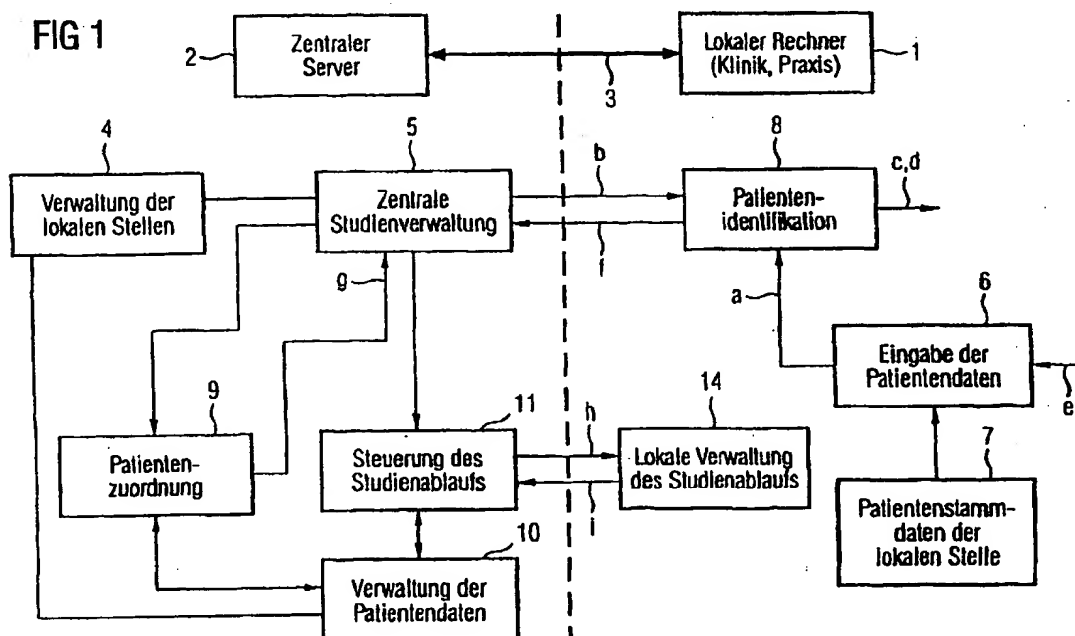 FIG 1
2
Zentraler
Server
3
Lokaler Rechner
(Klinik, Praxis)
1
4
Verwaltung der
lokalen Stellen
5
Zentrale
Studienverwaltung
b
f
8
Patienten-
identifikation
c,d
g
a
6
Eingabe der
Patientendaten
e
9
Patienten-
zuordnung
11
Steuerung des
Studienablaufs
h
i
14
Lokale Verwaltung
des Studienablaufs
7
Patientenstamm-
daten der
lokalen Stelle
10
Verwaltung der
Patientendaten